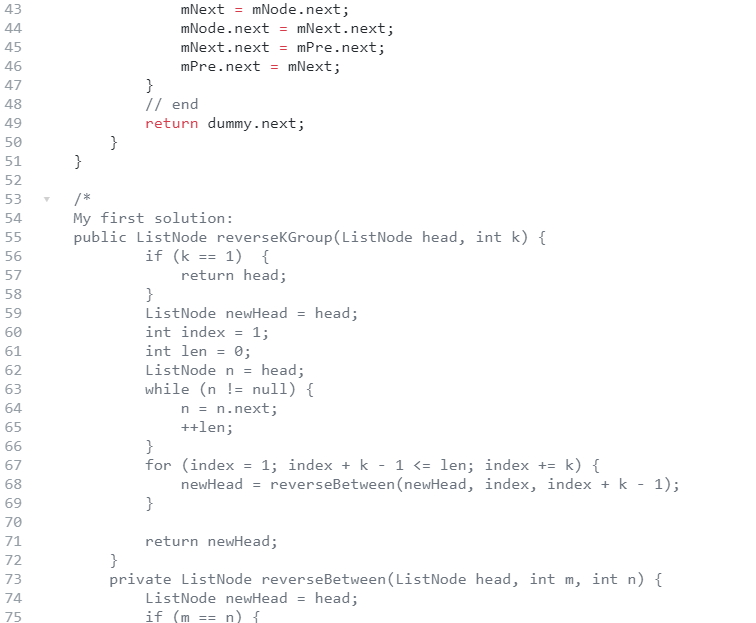 43 mNext = mNode.next;
44 mNode.next = mNext.next;
45 mNext.next = mPre.next;
46 mPre.next = mNext;
47 }
48 // end
49 return dummy.next;
50 }
51 }
52
53 /*
54 My first solution:
55 public ListNode reverseKGroup(ListNode head, int k) {
56 if (k == 1)  {
57 return head;
58 }
59 ListNode newHead = head;
60 int index = 1;
61 int len = 0;
62 ListNode n = head;
63 while (n != null) {
64 n = n.next;
65 ++len;
66 }
67 for (index = 1; index + k - 1 <= len; index += k) {
68 newHead = reverseBetween(newHead, index, index + k - 1);
69 }
70
71 return newHead;
72 }
73 private ListNode reverseBetween(ListNode head, int m, int n) {
74 ListNode newHead = head;
75 if (m == n) {